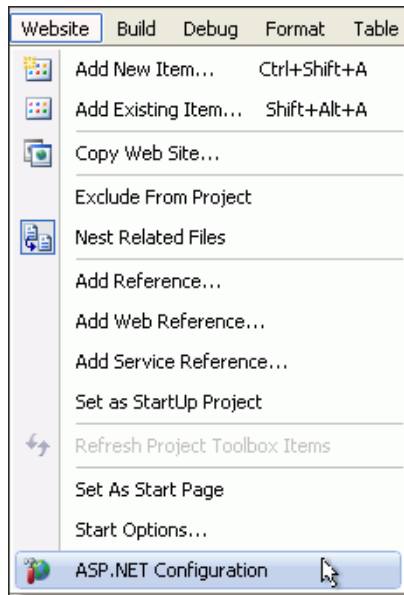 Website Build Debug Format Table
Add New Item... Ctrl+Shift+A
Add Existing Item... Shift+Alt+A
Copy Web Site...
Exclude From Project
Nest Related Files
Add Reference...
Add Web Reference...
Add Service Reference...
Set as StartUp Project
Refresh Project Toolbox Items
Set As Start Page
Start Options...
ASP.NET Configuration